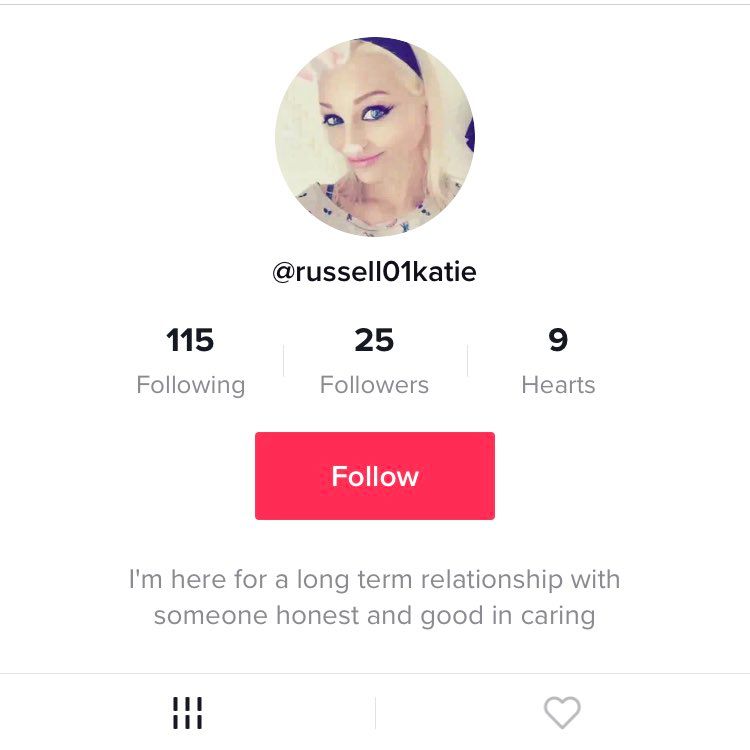 @russell01katie
115 25 9
Following Followers Hearts
Follow
I'm here for a long term relationship with
someone honest and good in caring